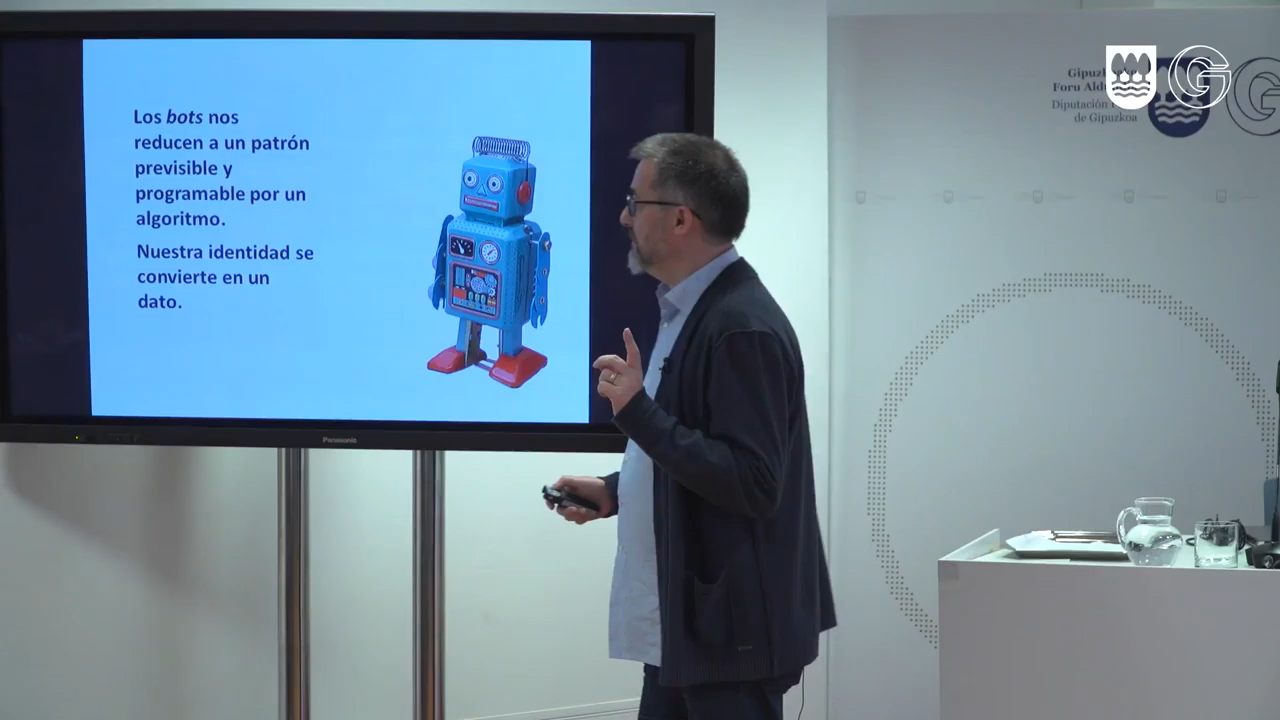 Los bots nos
reducen a un patrón
previsible y
programable por un
algoritmo.
Nuestra identidad se
convierte en un
dato.
Panasonic
Foru
Diputación
de Gipuzkoa